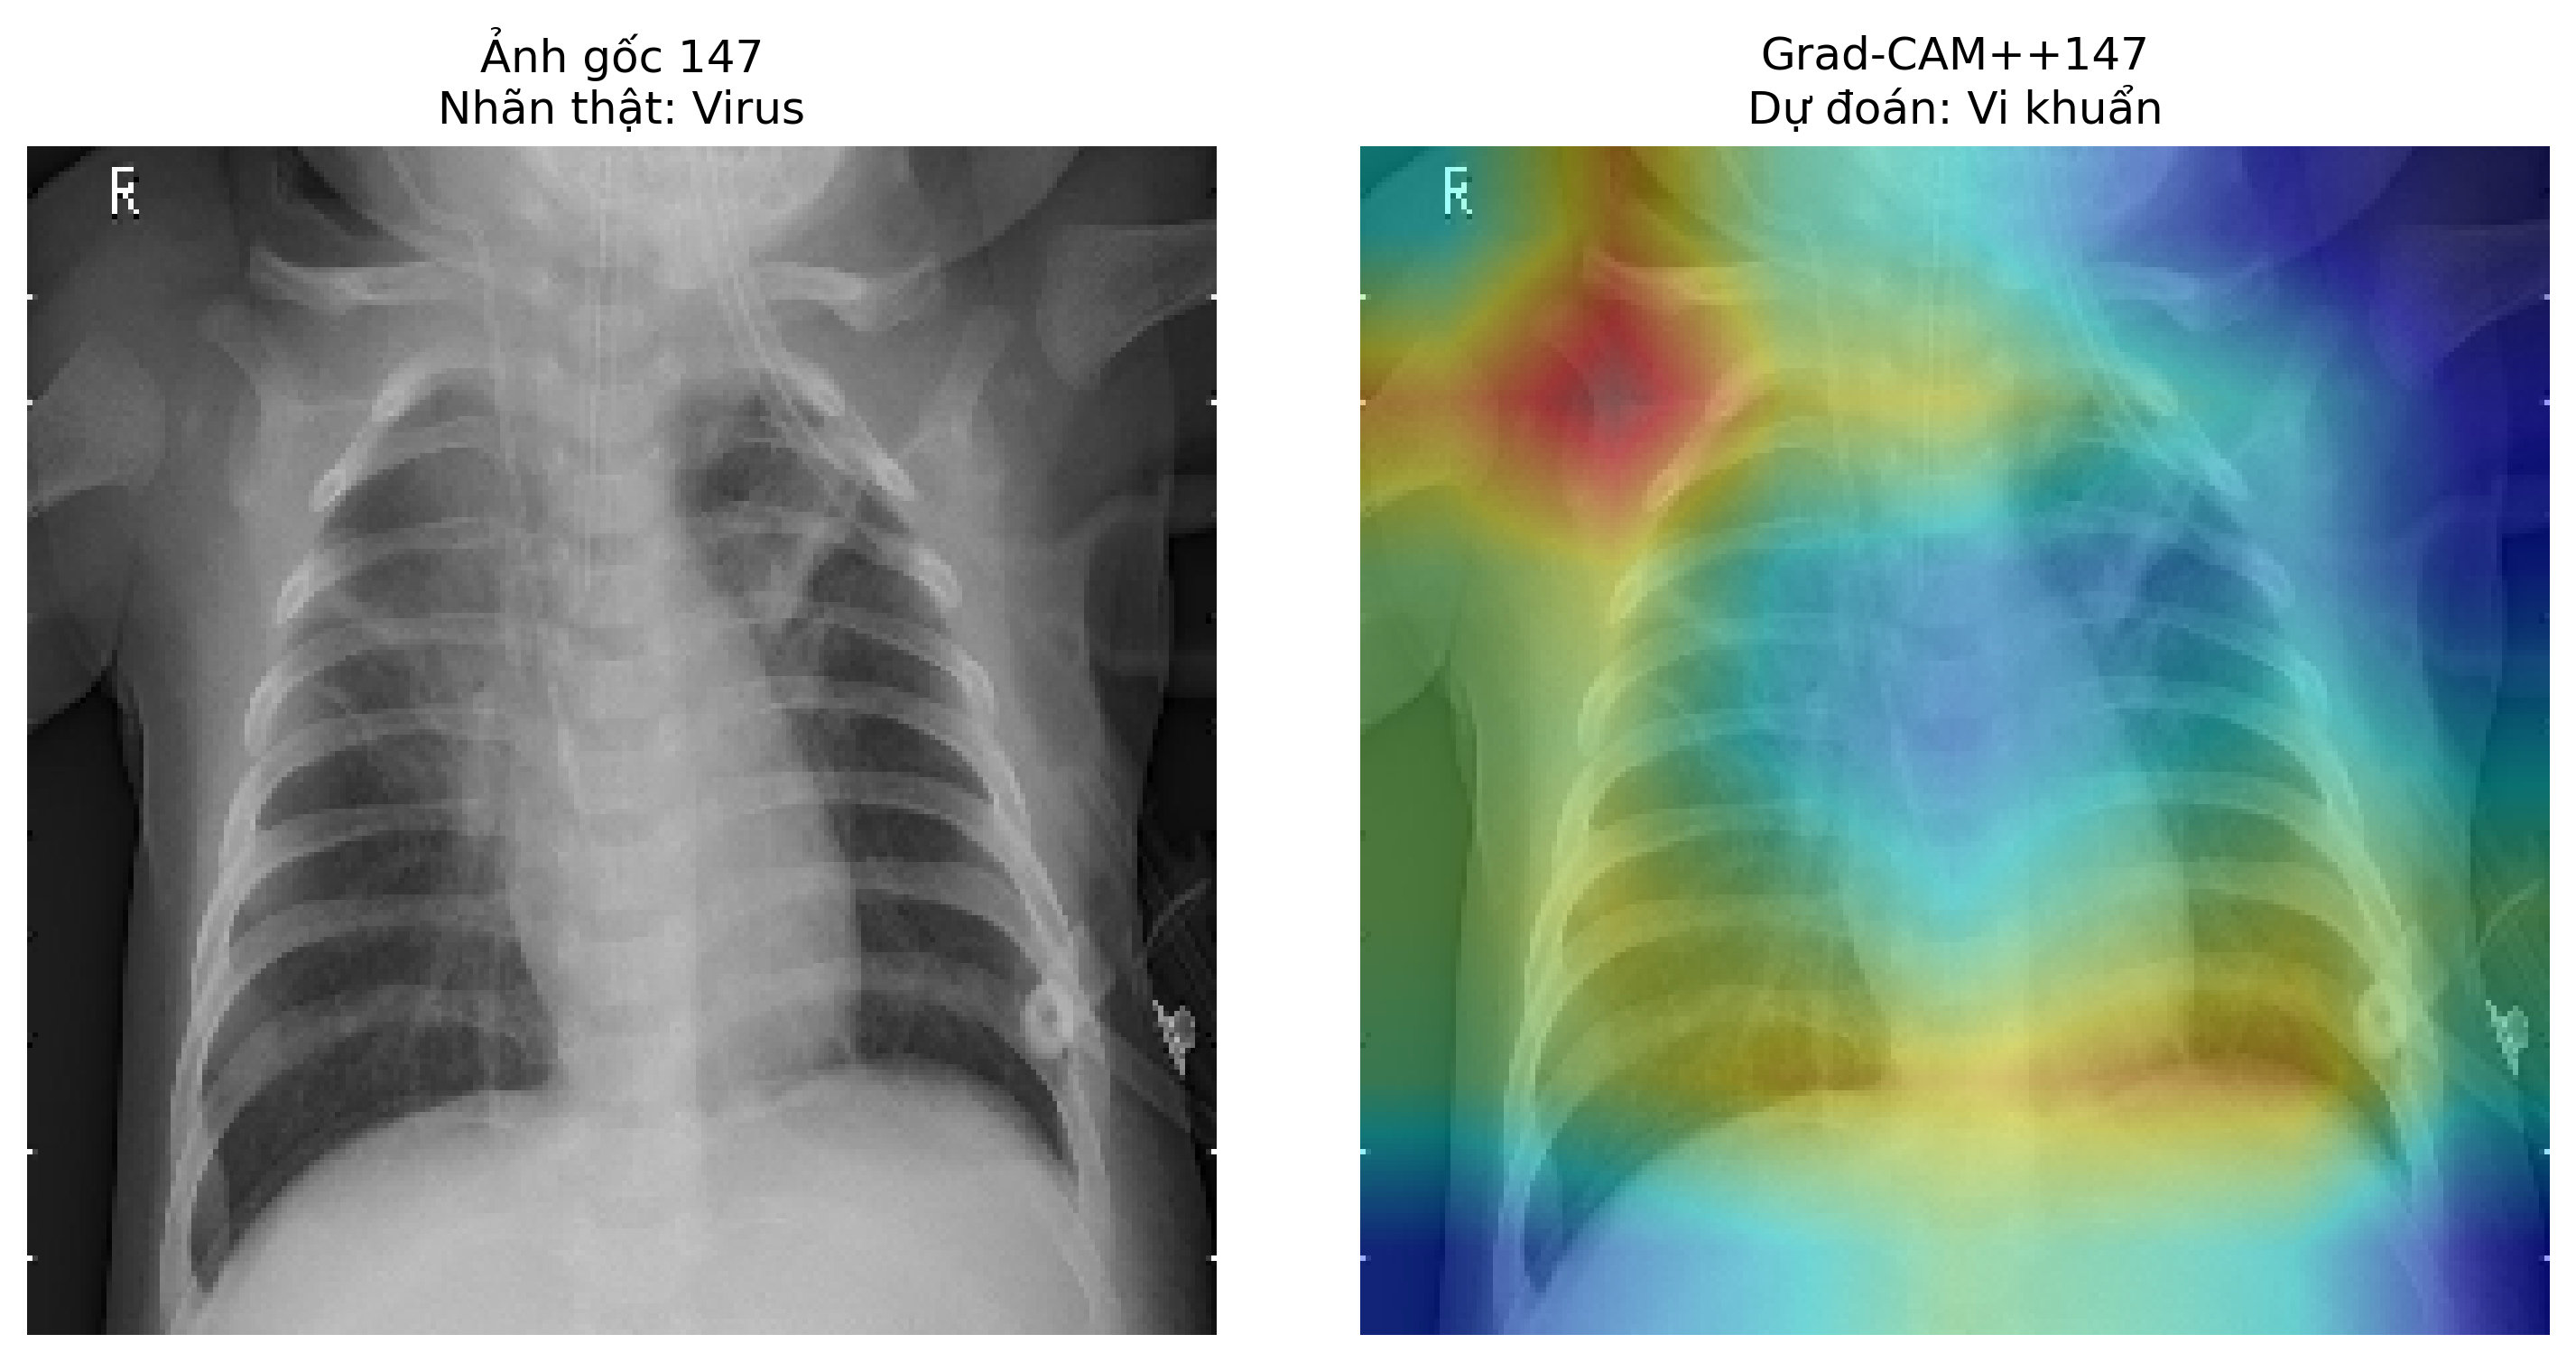 Ảnh gốc 147
Nhãn thật: Virus
Grad-CAM++147
Dự đoán: Vi khuẩn
R
R